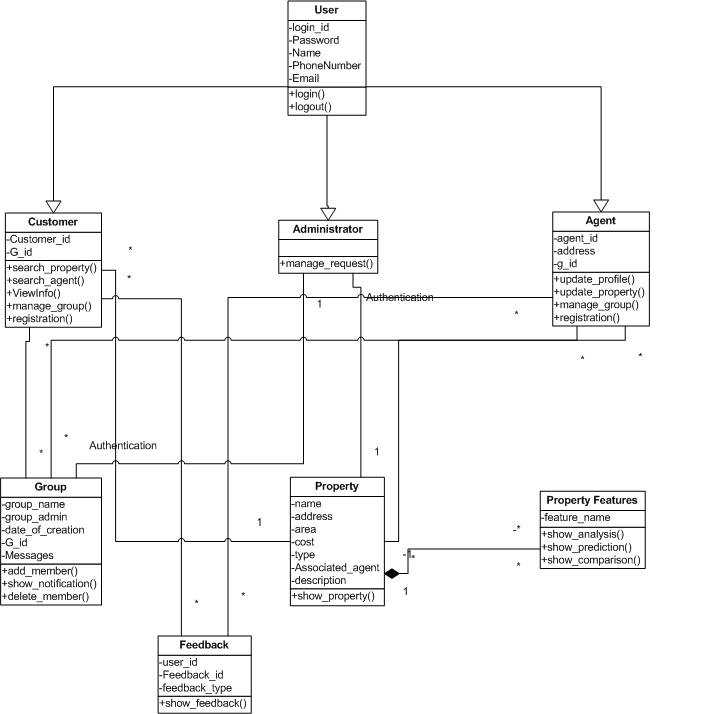 User
-login_id
-Password
-Name
-PhoneNumber
-Email
+login()
+logout()
Customer
-Customer_id
-G_id
+search_property()
+search_agent()
+ViewInfo()
+manage_group()
+registration()
*
*
Administrator
+manage_request()
Agent
-agent_id
-address
-g_id
+update_profile()
+update_property()
+manage_group()
+registration()
1
Authentication
*
*
*
*
*
*
Authentication
1
Group
-group_name
-group_admin
-date_of_creation
-G_id
-Messages
+add_member()
+show_notification()
+delete_member()
1
Property
-name
-address
-area
-cost
-type
-Associated_agent
-description
+show_property()
Property Features
-feature_name
+show_analysis()
+show_prediction()
+show_comparison()
-*
*
1
*
*
Feedback
-user_id
-Feedback_id
-feedback_type
+show_feedback()